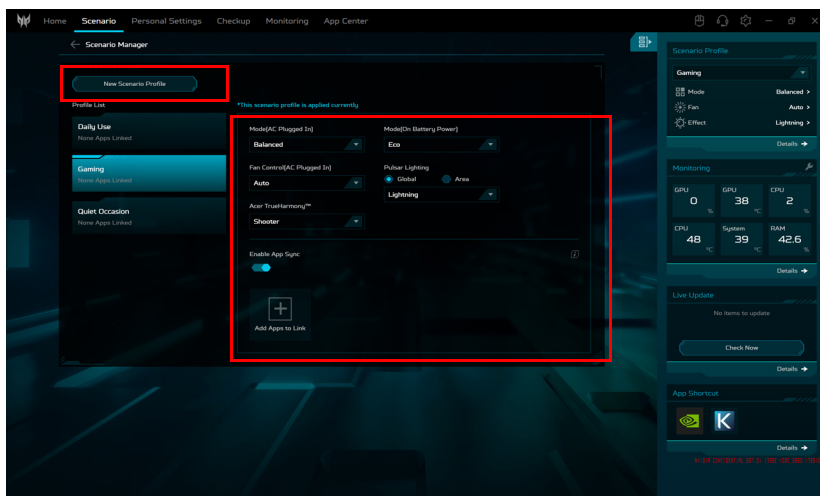 Home Scenario Personal Settings Checkup Monitoring App Center
Scenario Manager
New Scenario Profile
Profile List
Daily Use
None Apps Linked
Gaming
None Apps Linked
Quiet Occasion
None Apps Linked
*This scenario profile is applied currently
Mode(AC Plugged In) Mode(On Battery Power)
Balanced Eco
Fan Control(AC Plugged In) Pulsar Lighting
Auto Global Area
Lightning
Acer TrueHarmony™
Shooter
Enable App Sync
Add Apps to Link
Scenario Profile
Gaming
Mode Balanced >
Fan Auto >
Effect Lightning >
Details
Monitoring
GPU GPU CPU
0 % 38 °C 2 %
CPU System RAM
48 °C 39 °C 42.6 %
Details
Live Update
No items to update
Check Now
Details
App Shortcut
K
Details